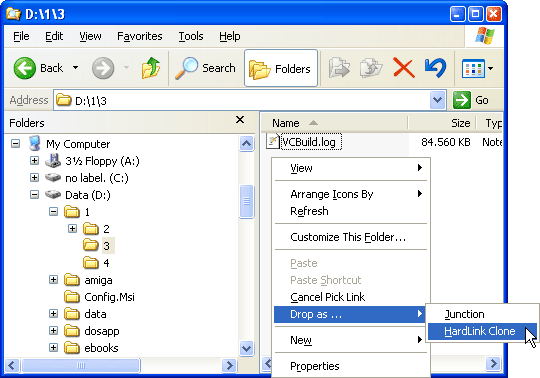 D:\1\3
File Edit View Favorites Tools Help
Back Search Folders
Address D:\1\3 Go
Folders
Name Size Typ
My Computer
VCBuild.log 84.560 KB Note
3½ Floppy (A:)
no label. (C:)
Data (D:)
1
2
3
4
amiga
Config.Msi
data
dosapp
ebooks
View
Arrange Icons By
Refresh
Customize This Folder...
Paste
Paste Shortcut
Cancel Pick Link
Drop as ...
New
Properties
Junction
HardLink Clone